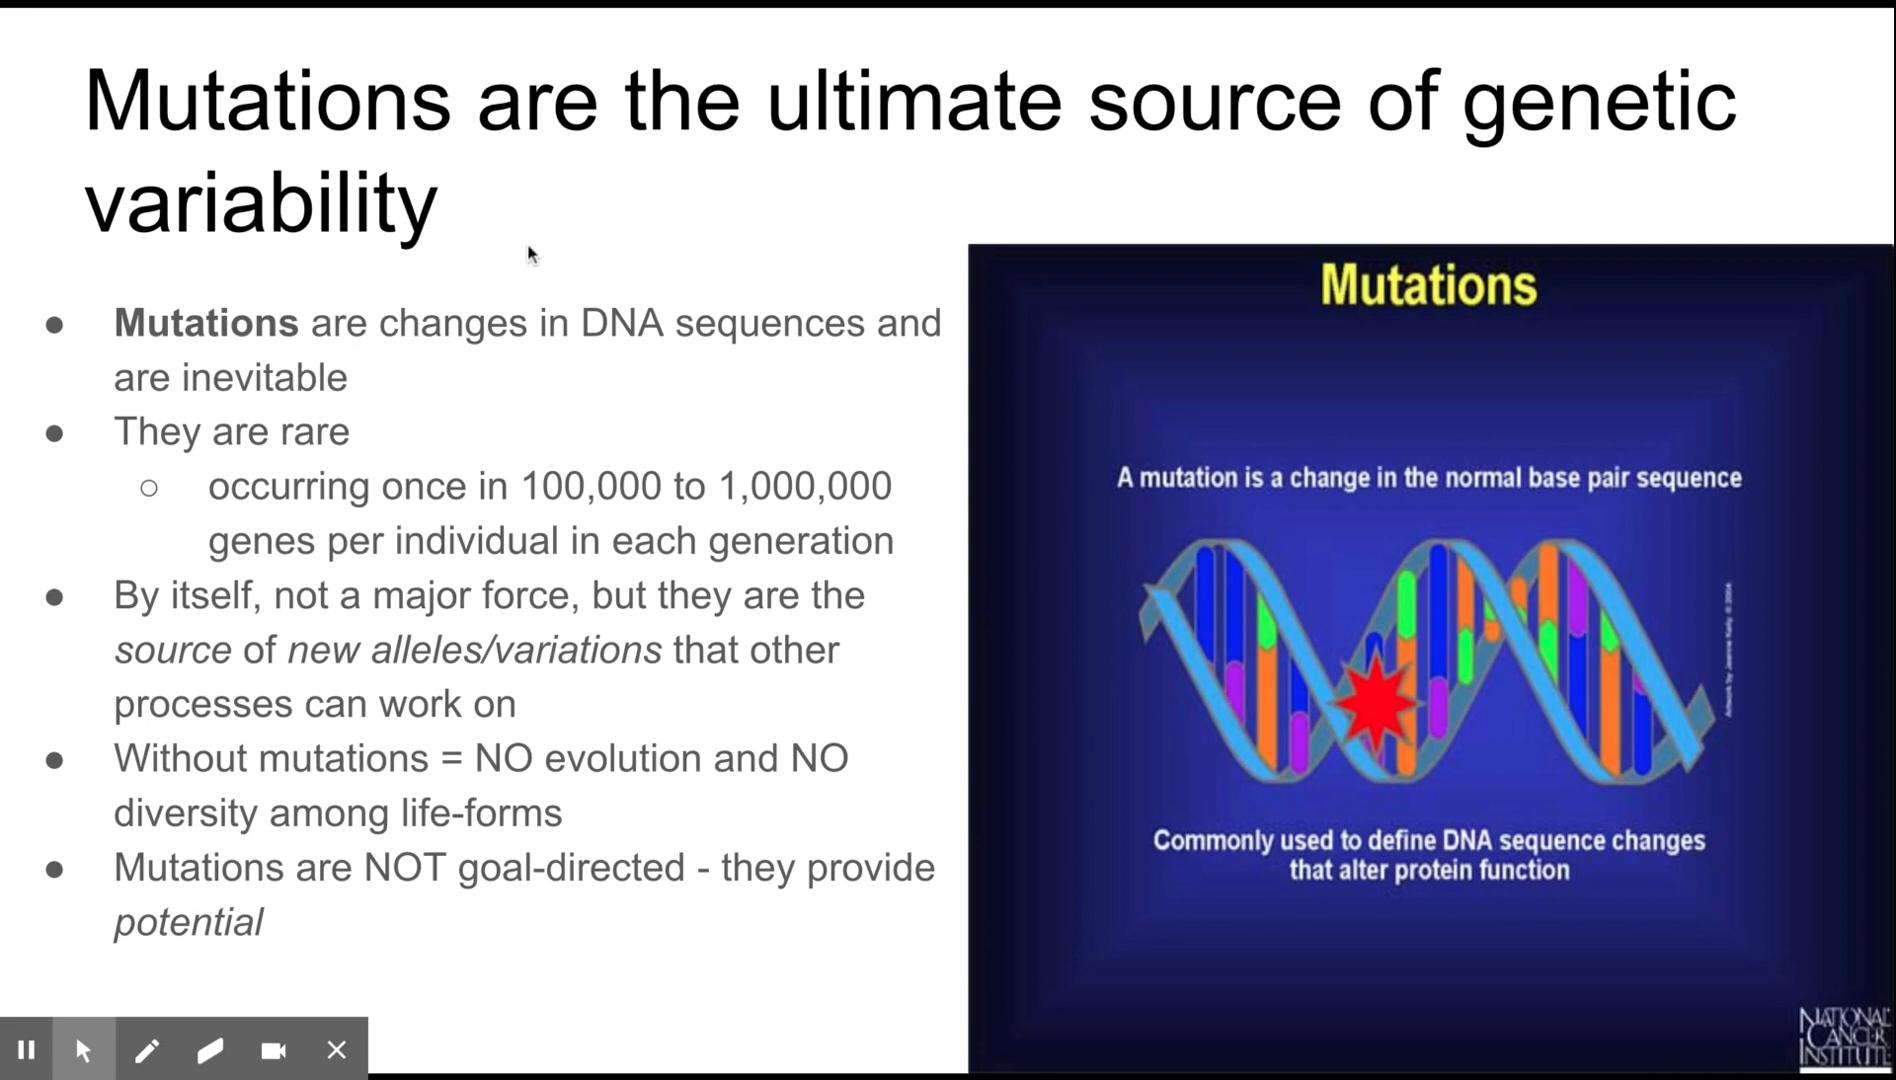 Mutations are the ultimate source of genetic
variability
● Mutations are changes in DNA sequences and
are inevitable
● They are rare
○ occurring once in 100,000 to 1,000,000
genes per individual in each generation
● By itself, not a major force, but they are the
source of new alleles/variations that other
processes can work on
● Without mutations = NO evolution and NO
diversity among life-forms
● Mutations are NOT goal-directed - they provide
potential
Mutations
A mutation is a change in the normal base pair sequence
Artwork by Jeanne Kelly © 2004
Commonly used to define DNA sequence changes
that alter protein function
NATIONAL
CANCER
INSTITUTE